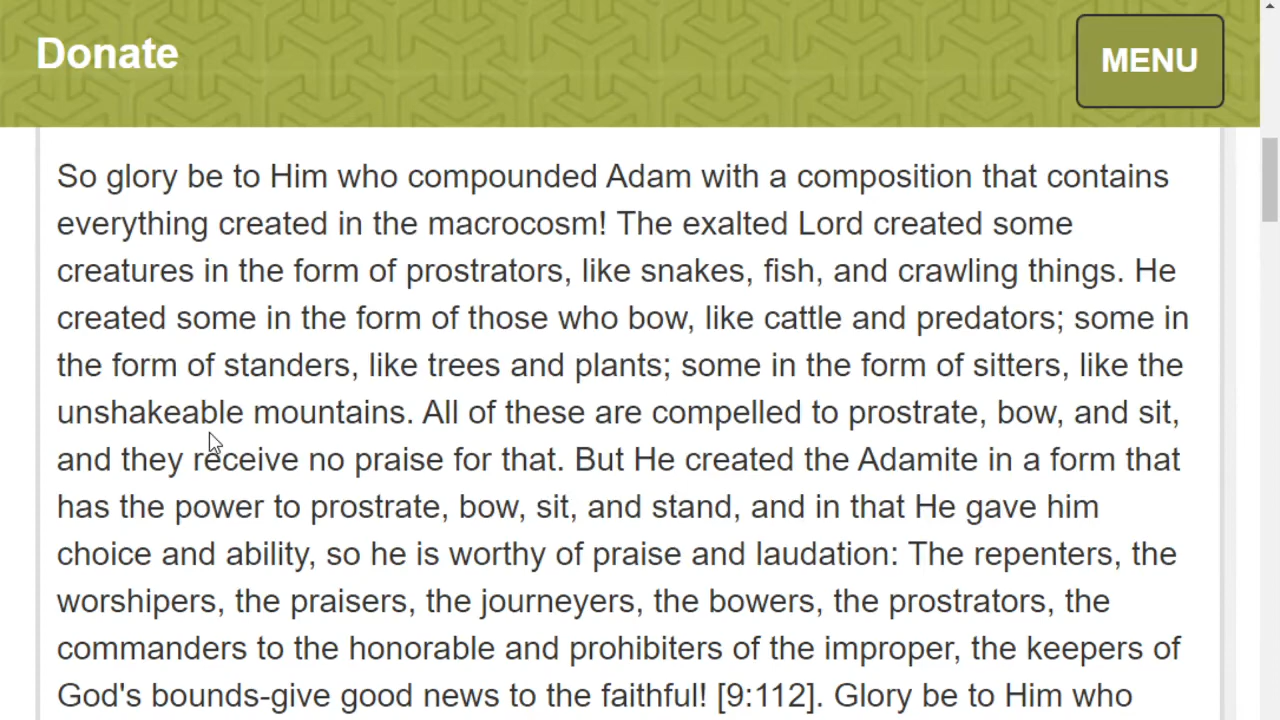 Donate
MENU
So glory be to Him who compounded Adam with a composition that contains
everything created in the macrocosm! The exalted Lord created some
creatures in the form of prostrators, like snakes, fish, and crawling things. He
created some in the form of those who bow, like cattle and predators; some in
the form of standers, like trees and plants; some in the form of sitters, like the
unshakeable mountains. All of these are compelled to prostrate, bow, and sit,
and they receive no praise for that. But He created the Adamite in a form that
has the power to prostrate, bow, sit, and stand, and in that He gave him
choice and ability, so he is worthy of praise and laudation: The repenters, the
worshipers, the praisers, the journeyers, the bowers, the prostrators, the
commanders to the honorable and prohibiters of the improper, the keepers of
God's bounds-give good news to the faithful! [9:112]. Glory be to Him who